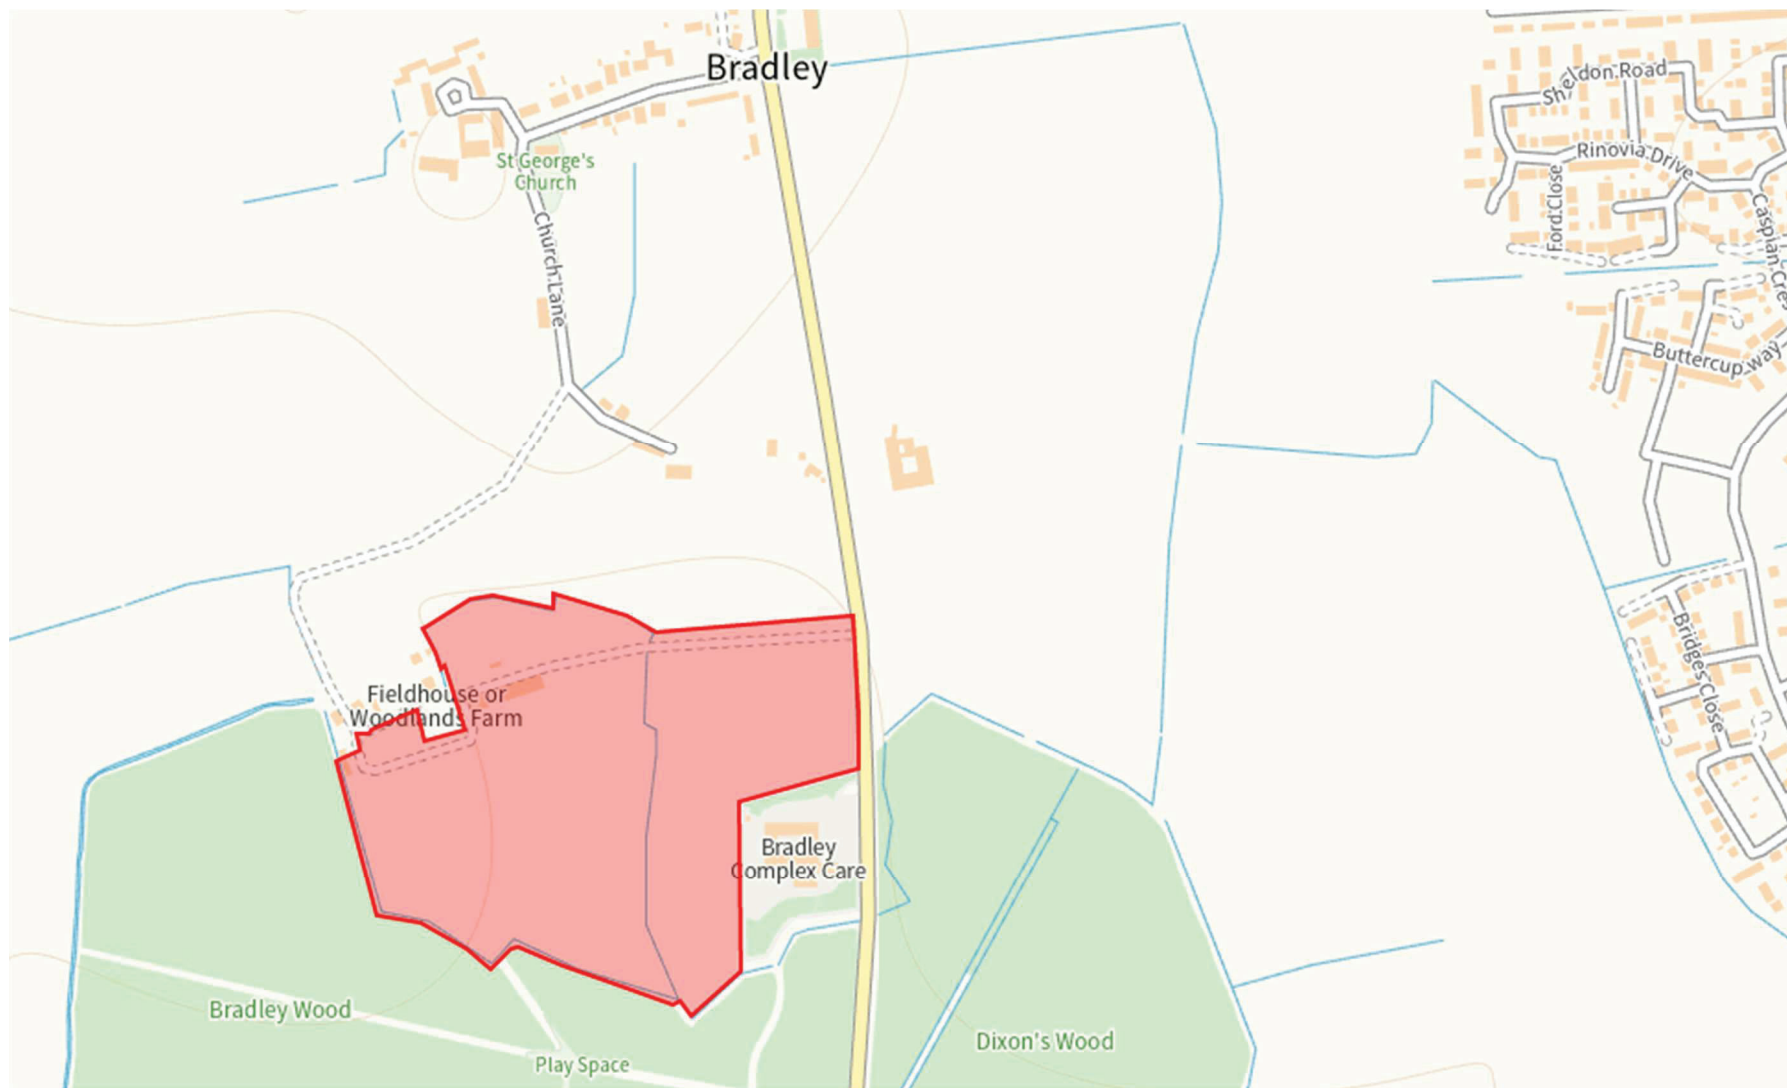 Bradley
Sheldon Road
Rinovia Drive
Ford Close
St George's
Church
Church Lane
Caspian Cres
Buttercup way
Fieldhouse or
Woodlands Farm
Bridges Close
Bradley
Complex Care
Bradley Wood
Play Space
Dixon's Wood